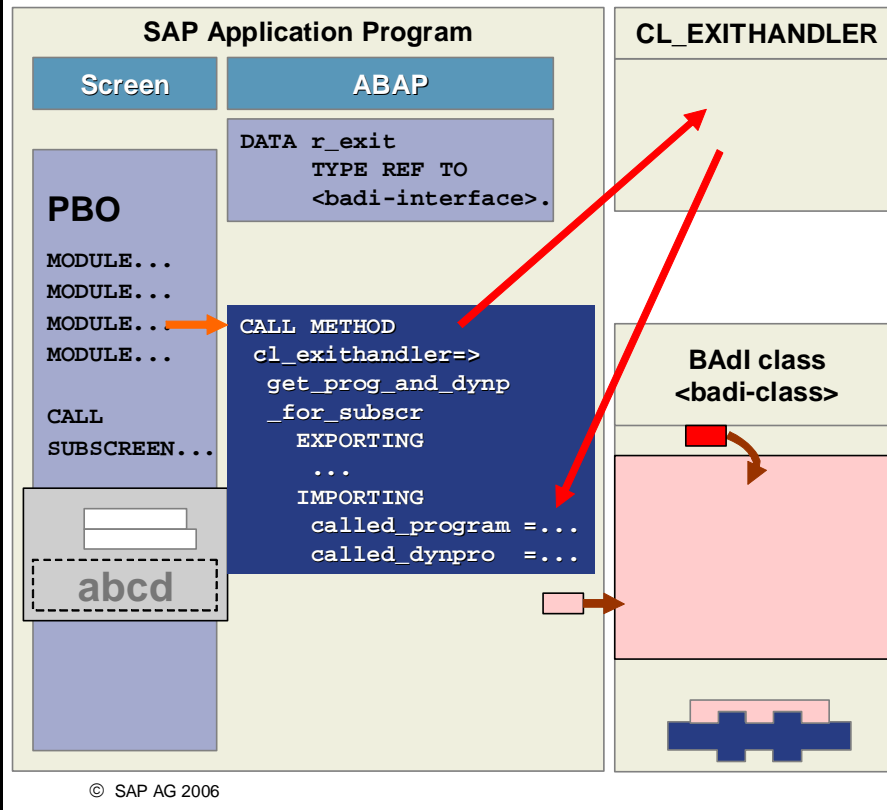 SAP Application Program
Screen
ABAP
DATA r_exit
TYPE REF TO
<badi-interface>.
PBO
MODULE...
MODULE...
MODULE...
MODULE...
CALL
SUBSCREEN...
abcd
CALL METHOD
cl_exithandler=>
get_prog_and_dynp
_for_subscr
EXPORTING
...
IMPORTING
called_program =...
called_dynpro =...
CL_EXITHANDLER
BAdI class
<badi-class>
© SAP AG 2006